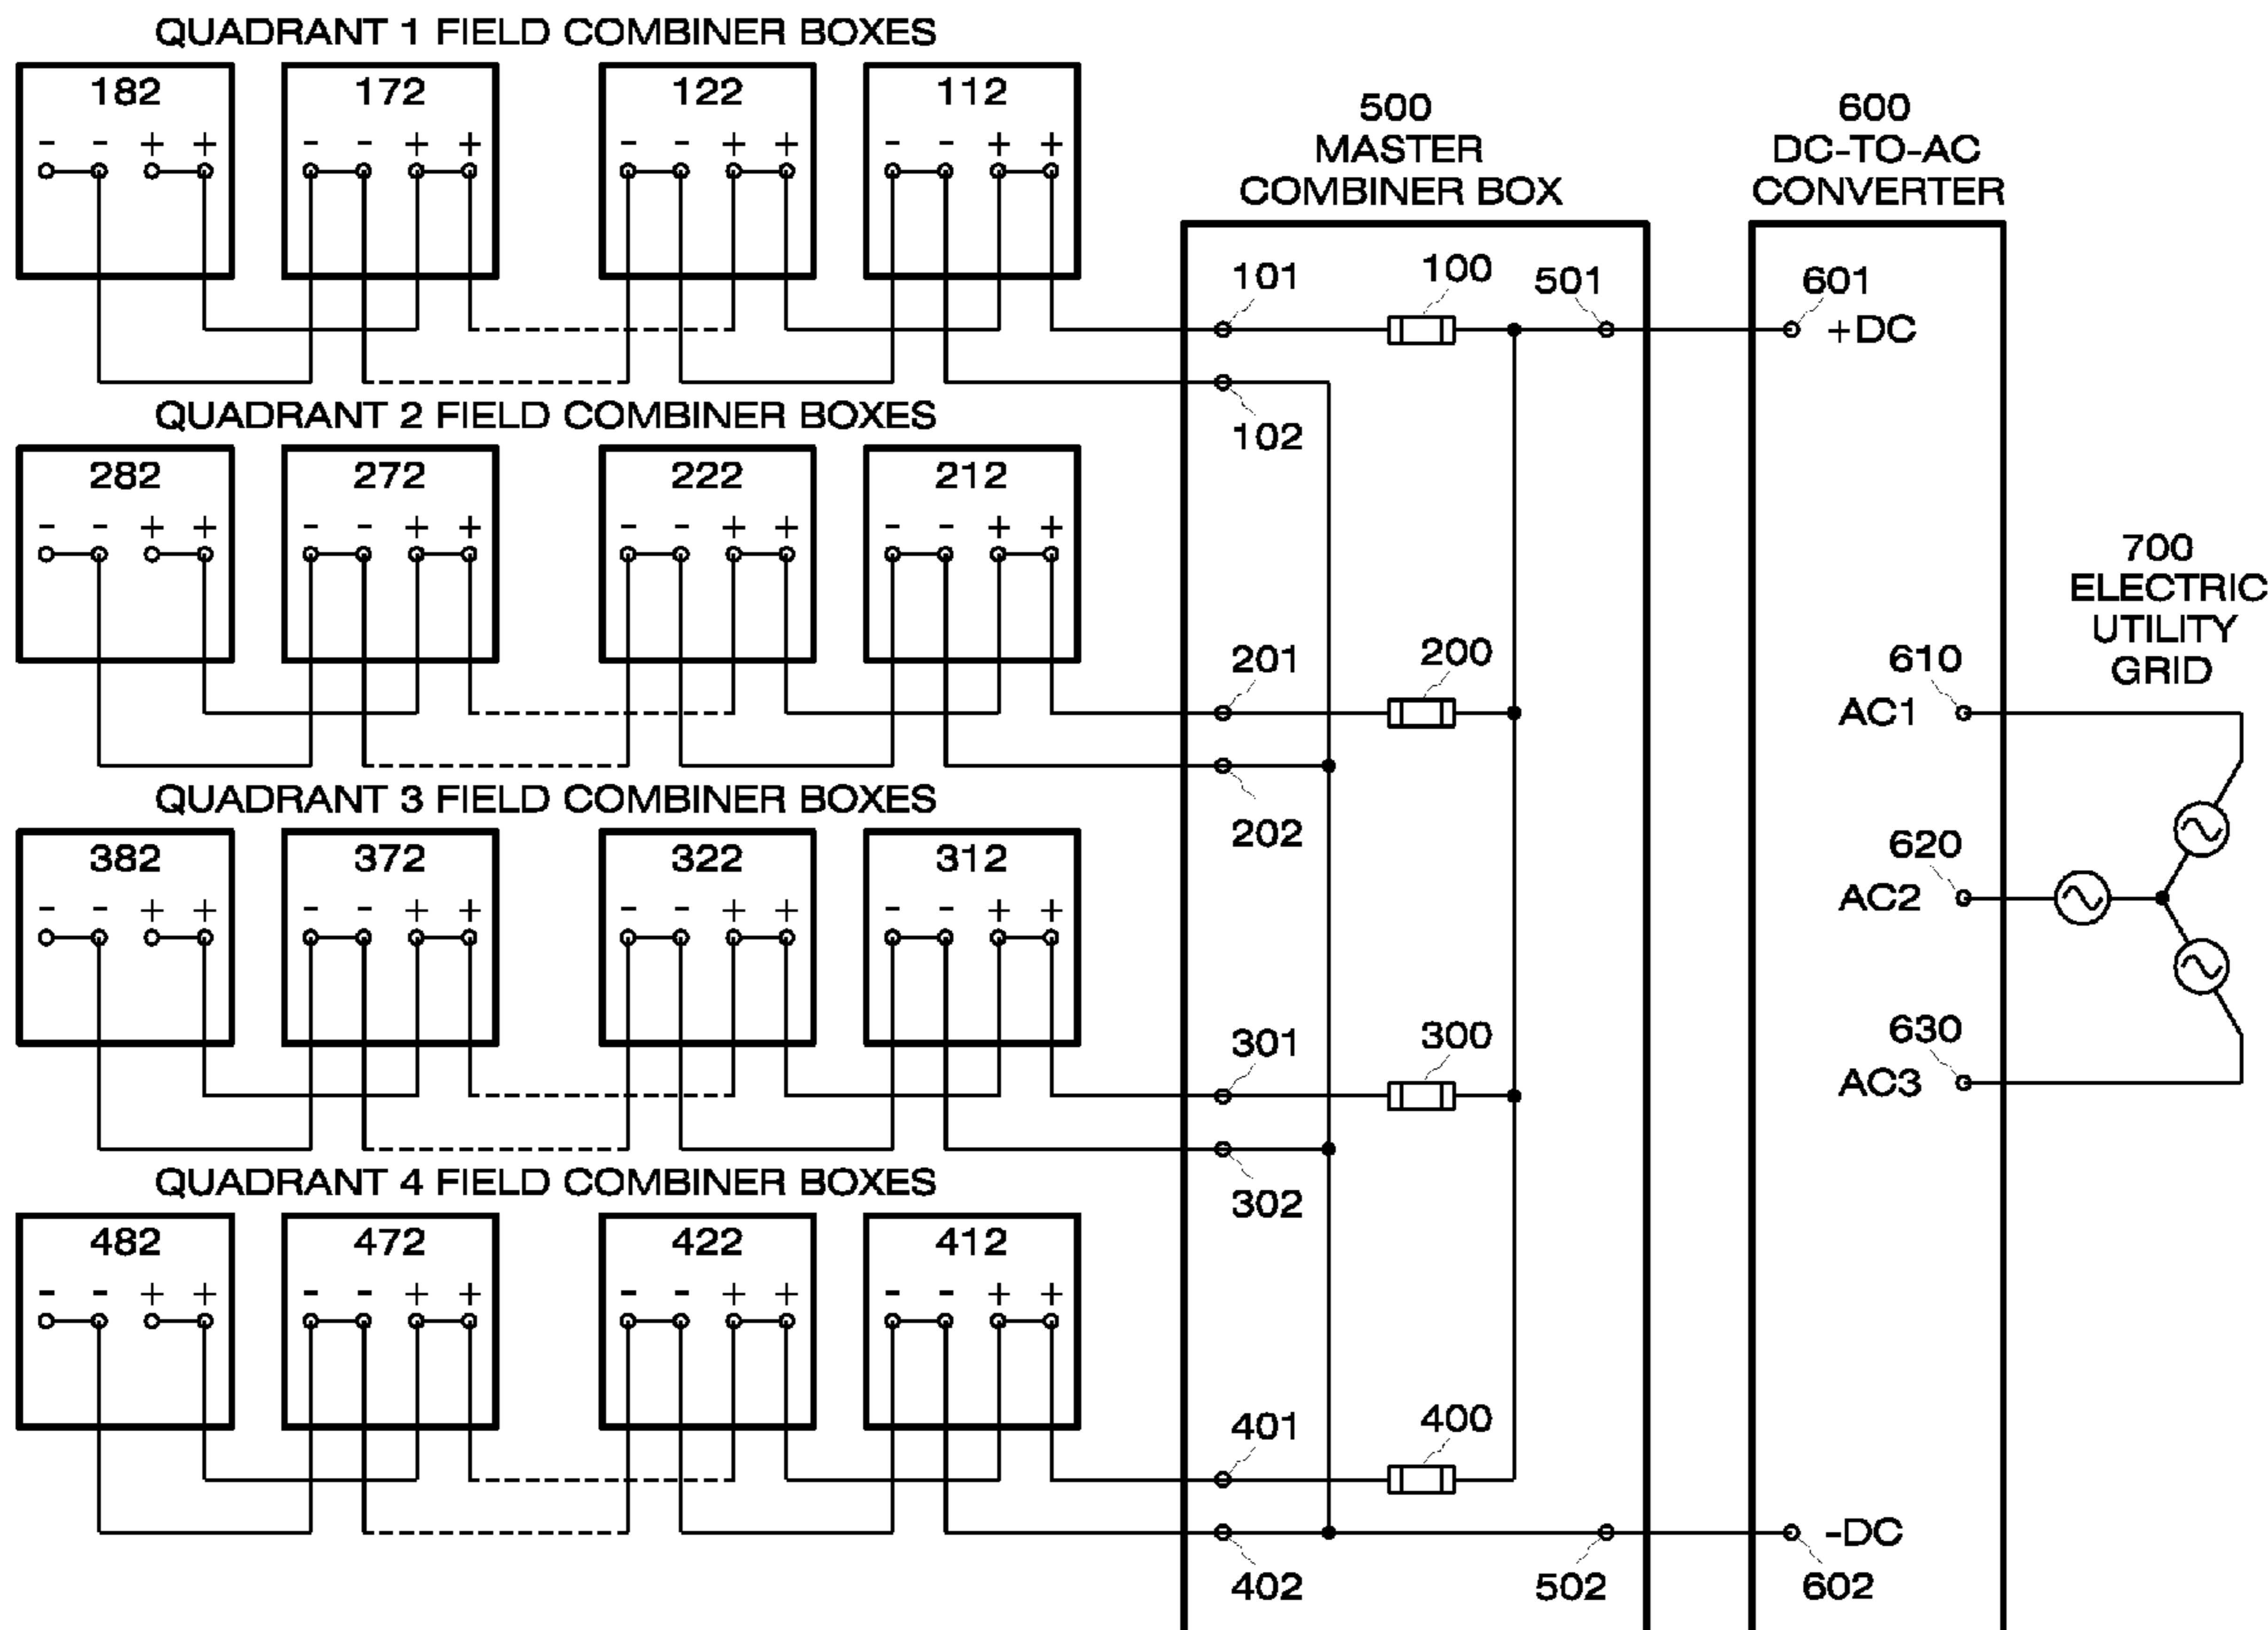 QUADRANT 1 FIELD COMBINER BOXES
182 172 122 112
- - + + - - + + - - + + - - + +
500
MASTER
COMBINER BOX
600
DC-TO-AC
CONVERTER
101 100 501 601
+DC
102
QUADRANT 2 FIELD COMBINER BOXES
282 272 222 212
- - + + - - + + - - + + - - + +
201 200
202
700
ELECTRIC
UTILITY
GRID
610
AC1
620
AC2
630
AC3
QUADRANT 3 FIELD COMBINER BOXES
382 372 322 312
- - + + - - + + - - + + - - + +
301 300
302
QUADRANT 4 FIELD COMBINER BOXES
482 472 422 412
- - + + - - + + - - + + - - + +
401 400
-DC
402 502 602